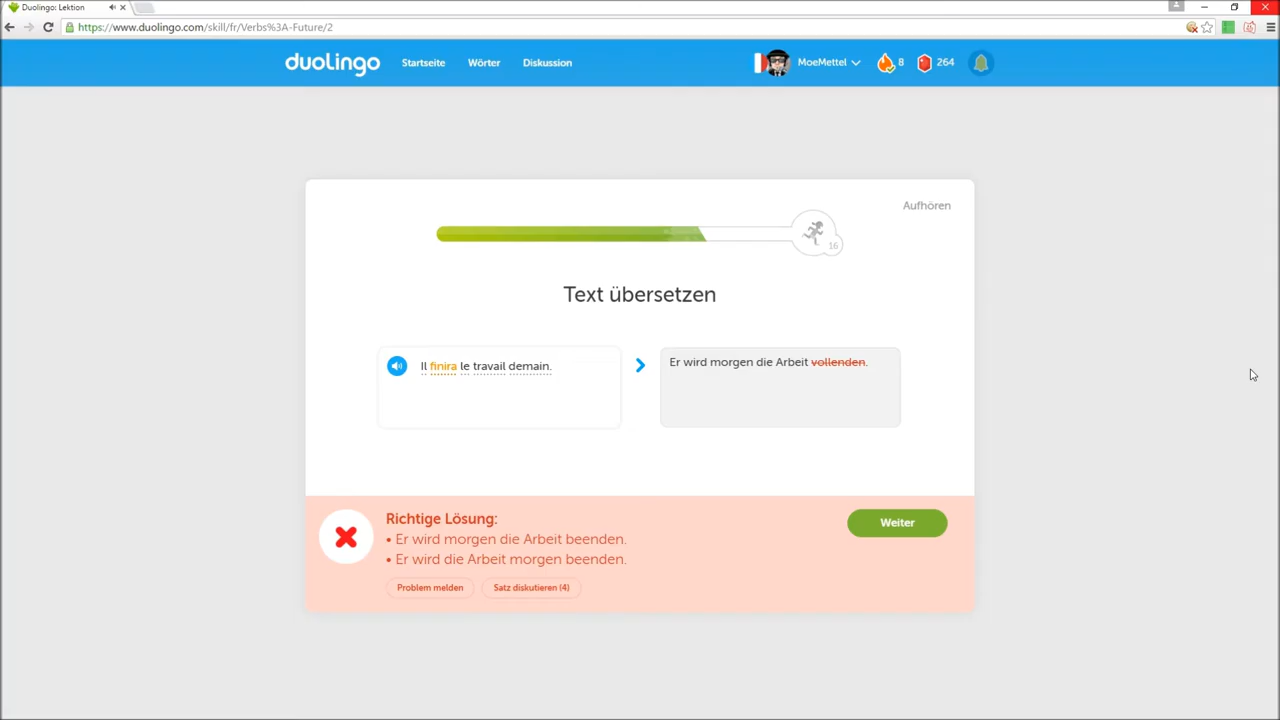 Duolingo: Lektion
https://www.duolingo.com/skill/fr/Verbs%3A-Future/2
duolingo Startseite Wörter Diskussion MoeMettel 8 264
Aufhören
16
Text übersetzen
Il finira le travail demain.
Er wird morgen die Arbeit vollenden.
Richtige Lösung:
• Er wird morgen die Arbeit beenden.
• Er wird die Arbeit morgen beenden.
Weiter
Problem melden Satz diskutieren (4)